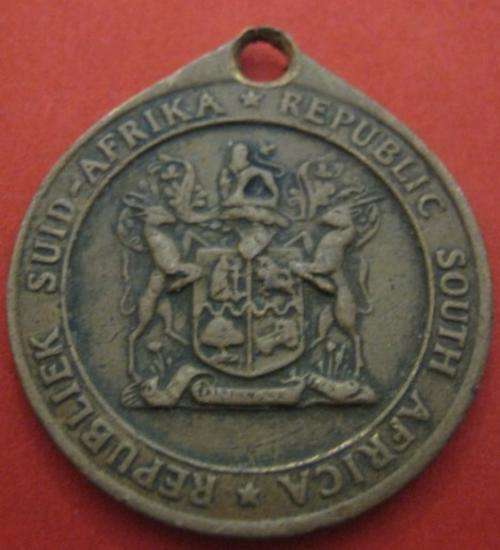 REPUBLIEK SUID-AFRIKA ★ REPUBLIC SOUTH AFRICA ★